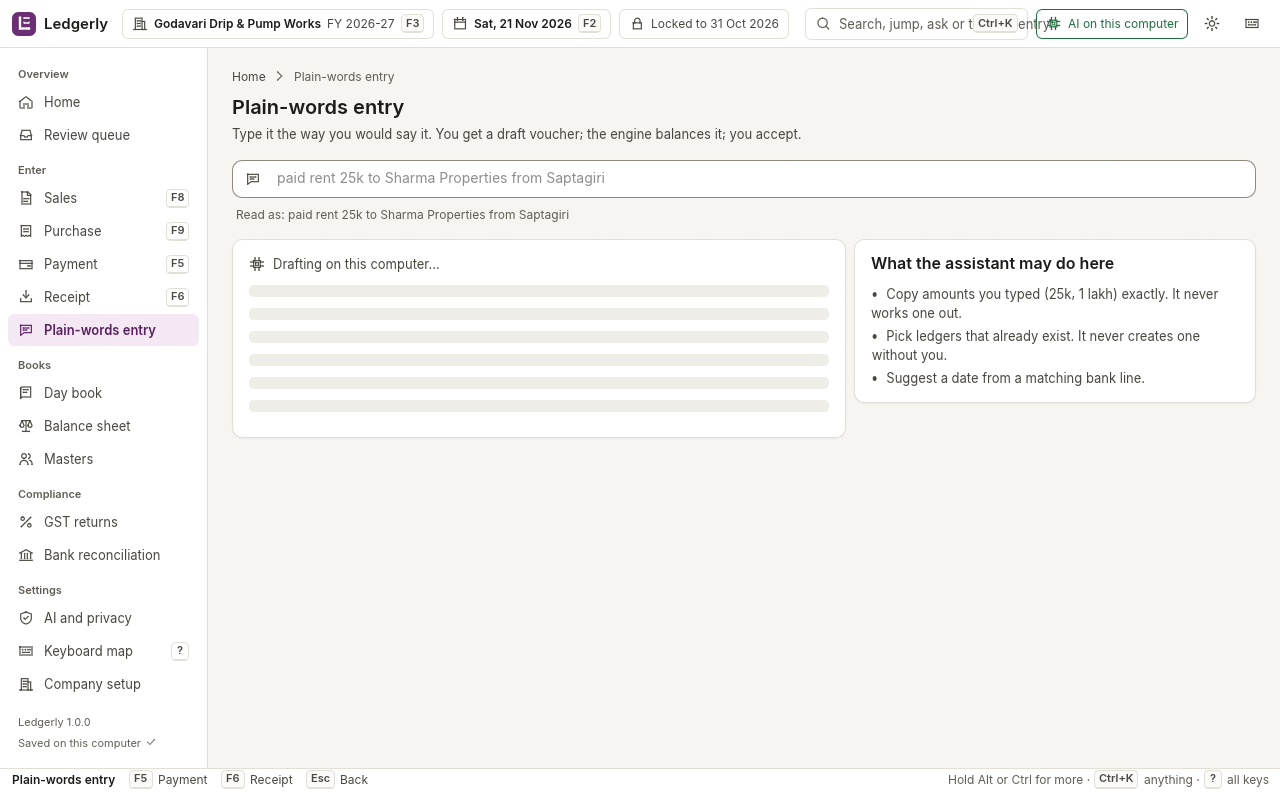 Ledgerly
Godavari Drip & Pump Works FY 2026-27 F3
Sat, 21 Nov 2026 F2
Locked to 31 Oct 2026
Search, jump, ask or t Ctrl+K entry
AI on this computer
Overview
Home
Review queue
Enter
Sales F8
Purchase F9
Payment F5
Receipt F6
Plain-words entry
Books
Day book
Balance sheet
Masters
Compliance
GST returns
Bank reconciliation
Settings
AI and privacy
Keyboard map ?
Company setup
Ledgerly 1.0.0
Saved on this computer
Home Plain-words entry
Plain-words entry
Type it the way you would say it. You get a draft voucher; the engine balances it; you accept.
paid rent 25k to Sharma Properties from Saptagiri
Read as: paid rent 25k to Sharma Properties from Saptagiri
Drafting on this computer...
What the assistant may do here
• Copy amounts you typed (25k, 1 lakh) exactly. It never
works one out.
• Pick ledgers that already exist. It never creates one
without you.
• Suggest a date from a matching bank line.
Plain-words entry F5 Payment F6 Receipt Esc Back
Hold Alt or Ctrl for more · Ctrl+K anything · ? all keys